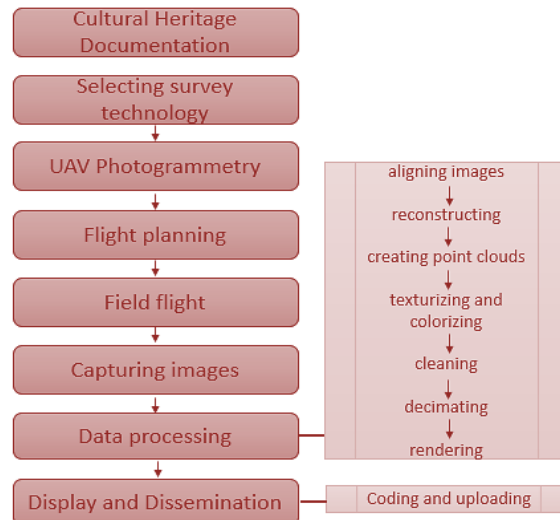 Cultural Heritage
Documentation
Selecting survey
technology
UAV Photogrammetry
Flight planning
Field flight
Capturing images
Data processing
Display and Dissemination
aligning images
reconstructing
creating point clouds
texturizing and
colorizing
cleaning
decimating
rendering
Coding and uploading